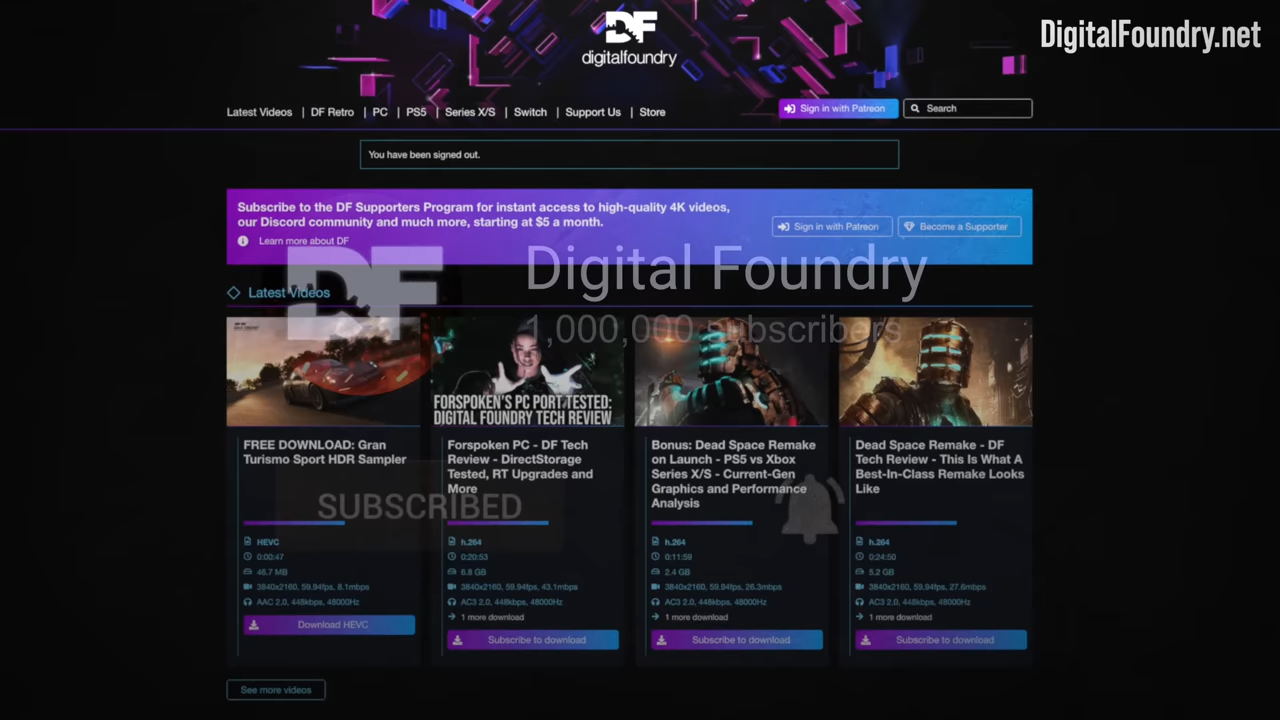 DF
digitalfoundry
DigitalFoundry.net
Latest Videos | DF Retro | PC | PS5 | Series X/S | Switch | Support Us | Store
Sign in with Patreon
Search
You have been signed out.
Subscribe to the DF Supporters Program for instant access to high-quality 4K videos,
our Discord community and much more, starting at $5 a month.
Learn more about DF
Sign in with Patreon
Become a Supporter
DF
Digital Foundry
1,000,000 subscribers
Latest Videos
FORSPOKEN'S PC PORT TESTED:
DIGITAL FOUNDRY TECH REVIEW
FREE DOWNLOAD: Gran
Turismo Sport HDR Sampler
HEVC
0:00:47
46.7 MB
3840x2160, 59.94fps, 8.1mbps
AAC 2.0, 448kbps, 48000Hz
Download HEVC
Forspoken PC - DF Tech
Review - DirectStorage
Tested, RT Upgrades and
More
h.264
0:20:53
6.8 GB
3840x2160, 59.94fps, 43.1mbps
AC3 2.0, 448kbps, 48000Hz
1 more download
Subscribe to download
Bonus: Dead Space Remake
on Launch - PS5 vs Xbox
Series X/S - Current-Gen
Graphics and Performance
Analysis
h.264
0:11:59
2.4 GB
3840x2160, 59.94fps, 26.3mbps
AC3 2.0, 448kbps, 48000Hz
1 more download
Subscribe to download
Dead Space Remake - DF
Tech Review - This Is What A
Best-In-Class Remake Looks
Like
h.264
0:24:50
5.2 GB
3840x2160, 59.94fps, 27.6mbps
AC3 2.0, 448kbps, 48000Hz
1 more download
Subscribe to download
SUBSCRIBED
See more videos